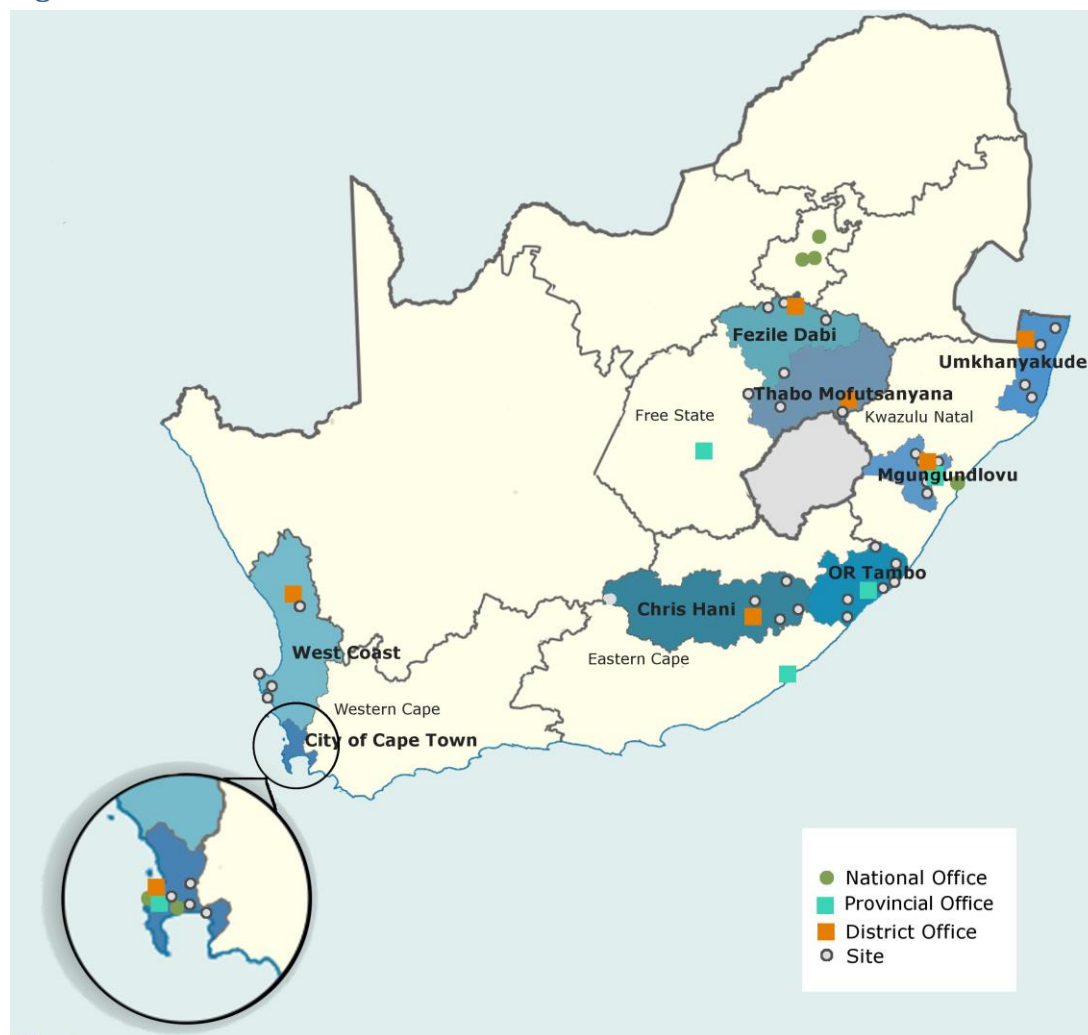 Fezile Dabi
Umkhanyakude
Thabo Mofutsanyana
Free State
Kwazulu Natal
Mgungundlovu
OR Tambo
Chris Hani
West Coast
Eastern Cape
Western Cape
City of Cape Town
National Office
Provincial Office
District Office
Site